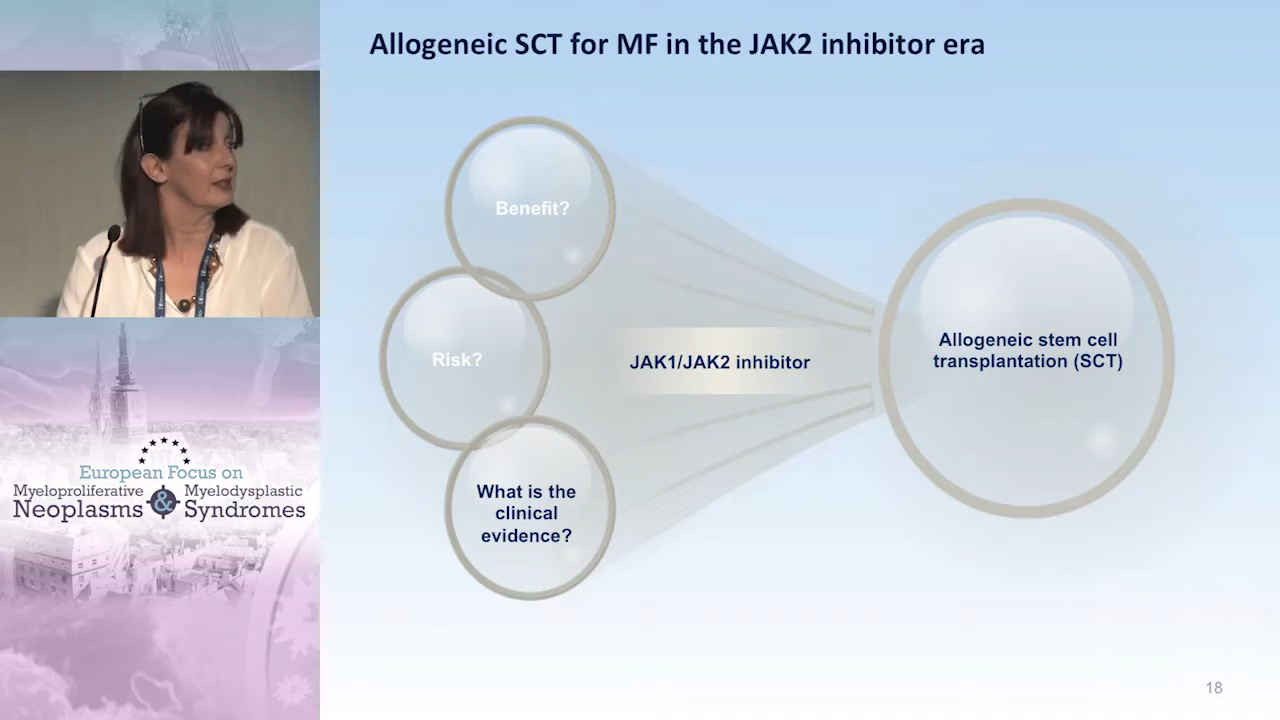 Allogeneic SCT for MF in the JAK2 inhibitor era
Benefit?
Risk?
What is the
clinical
evidence?
JAK1/JAK2 inhibitor
Allogeneic stem cell
transplantation (SCT)
European Focus on
Myeloproliferative
Neoplasms
&
Myelodysplastic
Syndromes
18